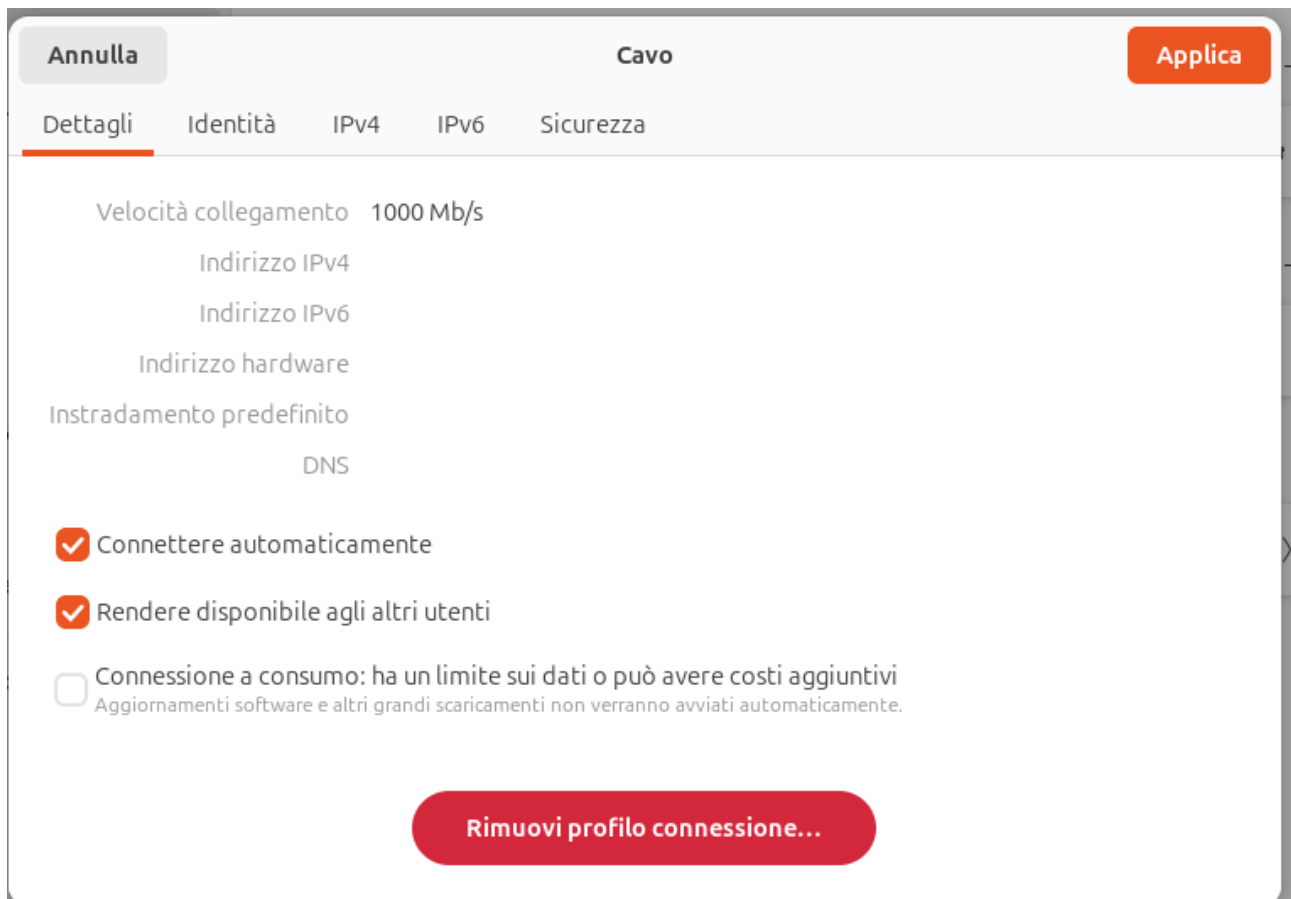 Annulla
Cavo
Applica
Dettagli
Identità
IPv4
IPv6
Sicurezza
Velocità collegamento 1000 Mb/s
Indirizzo IPv4
Indirizzo IPv6
Indirizzo hardware
Instradamento predefinito
DNS
Connettere automaticamente
Rendere disponibile agli altri utenti
Connessione a consumo: ha un limite sui dati o può avere costi aggiuntivi
Aggiornamenti software e altri grandi scaricamenti non verranno avviati automaticamente.
Rimuovi profilo connessione...